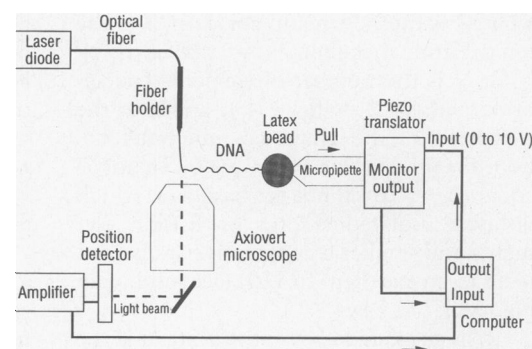 Laser
diode
Optical
fiber
Fiber
holder
Latex
bead
DNA
Pull
Micropipette
Piezo
translator
Input (0 to 10 V)
Monitor
output
Axiovert
microscope
Position
detector
Amplifier
Light beam
Output
Input
Computer